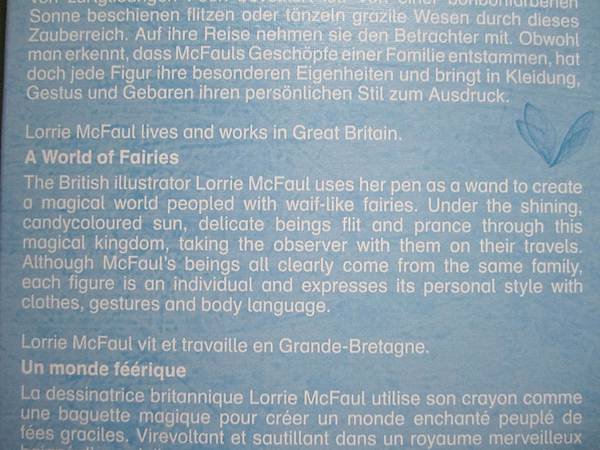 Sonne beschienen flitzen oder tänzeln grazile Wesen durch dieses
Zauberreich. Auf ihre Reise nehmen sie den Betrachter mit. Obwohl
man erkennt, dass McFauls Geschöpfe einer Familie entstammen, hat
doch jede Figur ihre besonderen Eigenheiten und bringt in Kleidung,
Gestus und Gebaren ihren persönlichen Stil zum Ausdruck.
Lorrie McFaul lives and works in Great Britain.
A World of Fairies
The British illustrator Lorrie McFaul uses her pen as a wand to create
a magical world peopled with waif-like fairies. Under the shining,
candycoloured sun, delicate beings flit and prance through this
magical kingdom, taking the observer with them on their travels.
Although McFaul's beings all clearly come from the same family,
each figure is an individual and expresses its personal style with
clothes, gestures and body language.
Lorrie McFaul vit et travaille en Grande-Bretagne.
Un monde féérique
La dessinatrice britannique Lorrie McFaul utilise son crayon comme
une baguette magique pour créer un monde enchanté peuplé de
fées graciles. Virevoltant et sautillant dans un royaume merveilleux